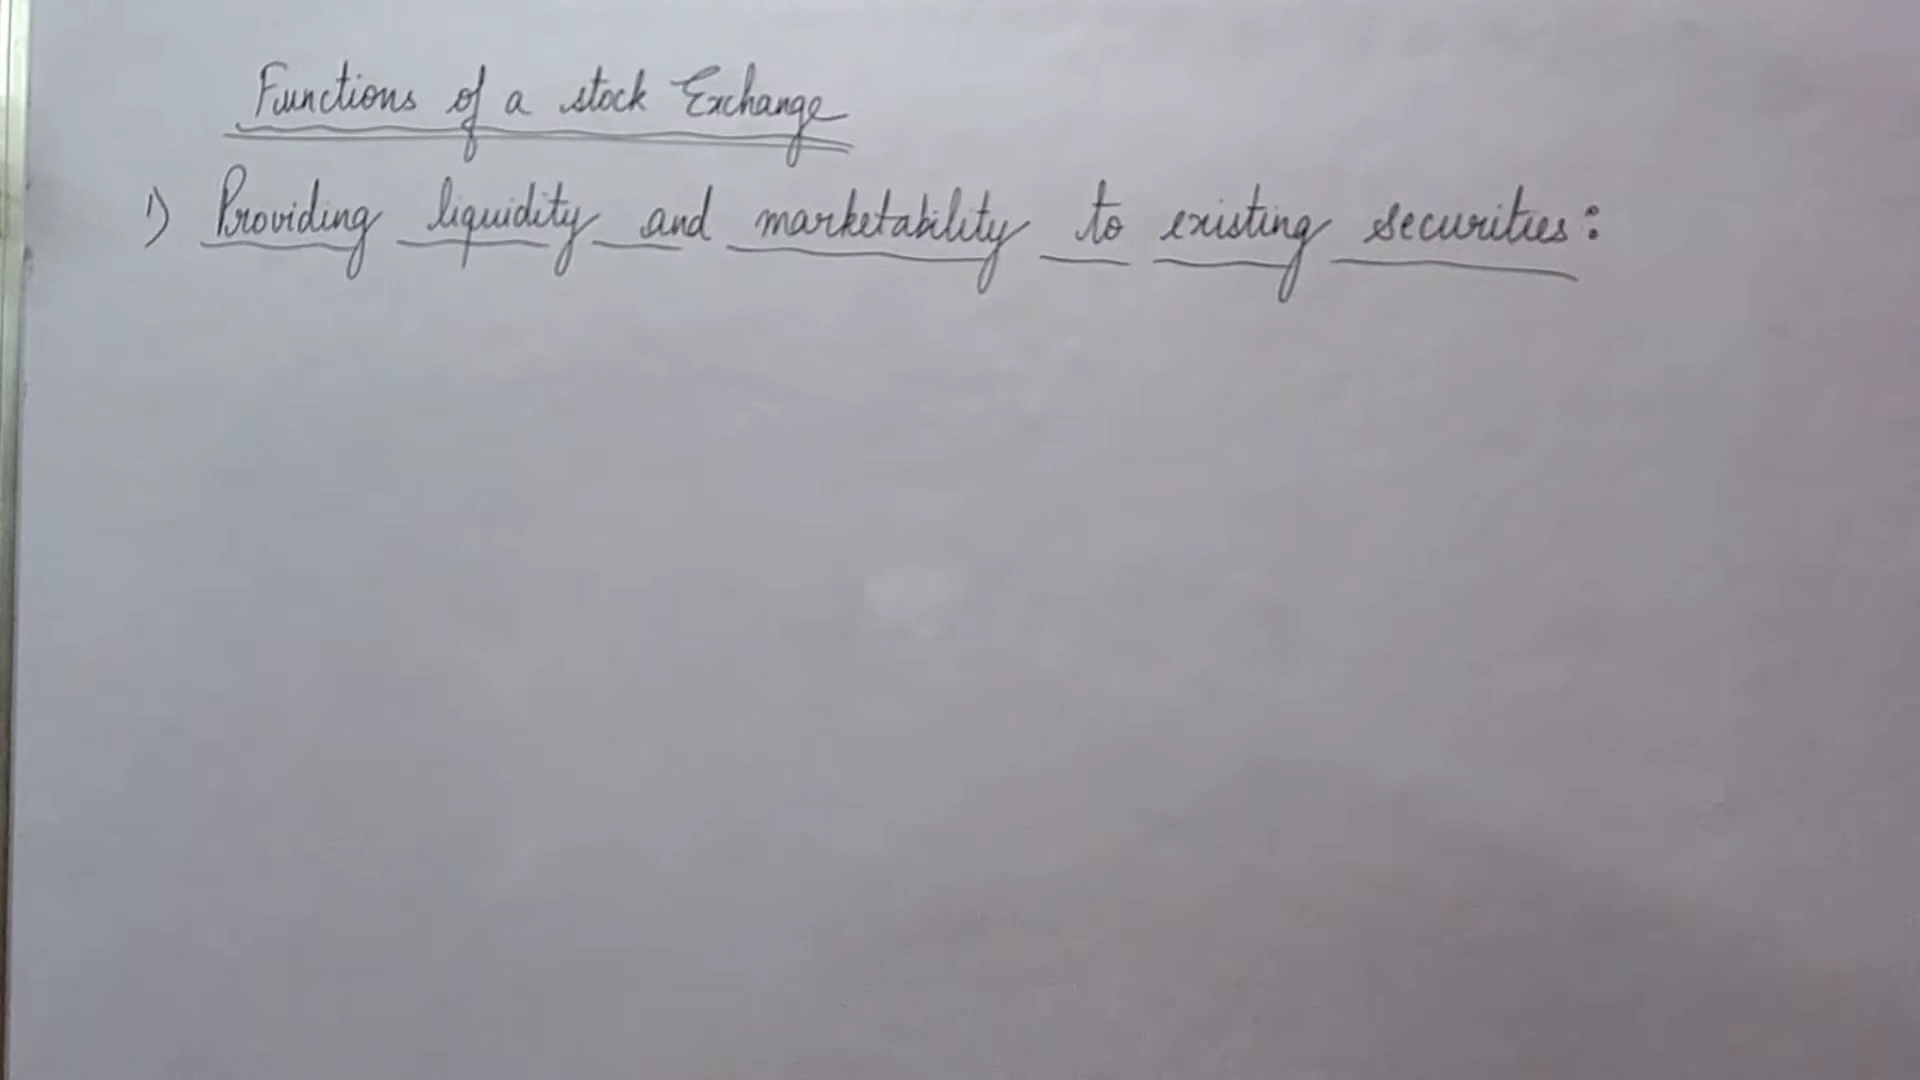 Functions of a stock Exchange
1) Providing liquidity and marketability to existing securities: